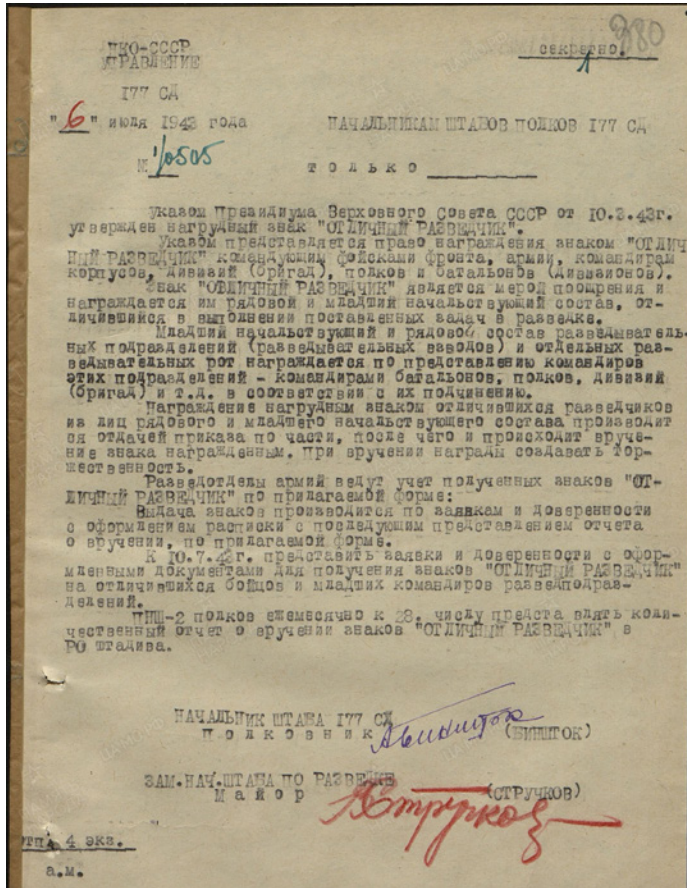 380
НКО-СССР
УПРАВЛЕНИЕ
секретно.
1
177 СД
"6" июля 1943 года
НАЧАЛЬНИКАМ ШТАБОВ ПОЛКОВ 177 СД
№ 1/0505
т о л ь к о
Указом Президиума Верховного Совета СССР от 10.3.43г.
утвержден нагрудный знак "ОТЛИЧНЫЙ РАЗВЕДЧИК".
Указом представляется право награждения знаком "ОТЛИЧ
НЫЙ РАЗВЕДЧИК" командующим фойсками фронта, армии, командирам
корпусов, дивизий (бригад), полков и батальонов (дивизионов).
Знак "ОТЛИЧНЫЙ РАЗВЕДЧИК" является мерой поощрения и
награждается им рядовой и младший начальствующий состав, от-
личившийся в выполнении поставленных задач в разведке.
Младший начальствующий и рядовой состав разведыватель-
ных подразделений (разведывательных взводов) и отдельных раз-
ведывательных рот награждается по представлению командиров
этих подразделений - командирами батальонов, полков, дивизий
(бригад) и т.д. в соответствии с их подчинению.
Награждение нагрудным знаком отличившихся разведчиков
из лиц рядового и младшего начальствующего состава производит
ся отдачей приказа по части, после чего и происходит вруче-
ние знака награжденным. При вручении награды создавать тор-
жественность.
Разведотделы армий ведут учет полученных знаков "ОТ-
ЛИЧНЫЙ РАЗВЕДЧИК" по прилагаемой форме:
Выдача знаков производится по заявкам и доверенности
с оформлением расписки с последующим представлением отчета
о вручении, по прилагаемой форме.
К 10.7.43г. представить заявки и доверенности с офор-
мленными документами для получения знаков "ОТЛИЧНЫЙ РАЗВЕДЧИК"
на отличившихся бойцов и младших командиров разведподраз-
делений.
ПНШ-2 полков ежемесячно к 28. числу предста влять коли-
чественный отчет о вручении знаков "ОТЛИЧНЫЙ РАЗВЕДЧИК" в
РО штадива.
НАЧАЛЬНИК ШТАБА 177 СД
П о л к о в н и к (БИНШТОК)
ЗАМ.НАЧ.ШТАБА ПО РАЗВЕДКЕ
М а й о р (СТРУЧКОВ)
отп. 4 экз.
а.м.